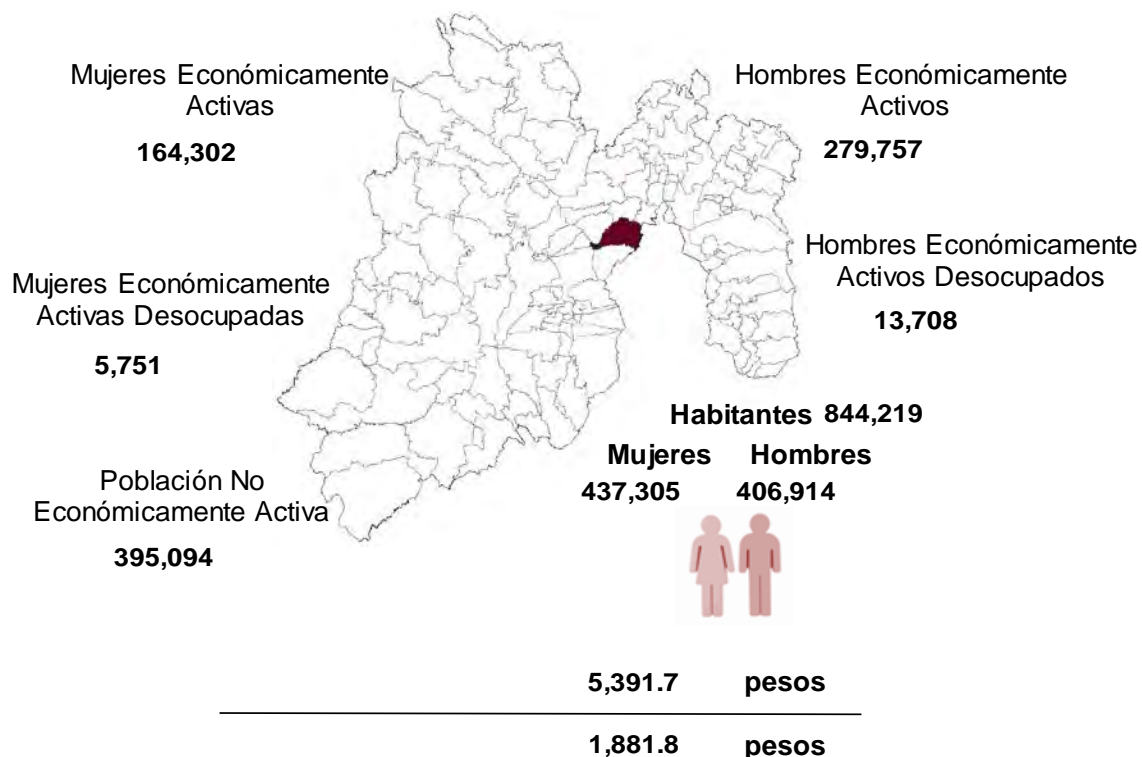 Mujeres Económicamente
Activas
164,302
Hombres Económicamente
Activos
279,757
Mujeres Económicamente
Activas Desocupadas
5,751
Hombres Económicamente
Activos Desocupados
13,708
Población No
Económicamente Activa
395,094
Habitantes 844,219
Mujeres Hombres
437,305 406,914
5,391.7 pesos
1,881.8 pesos